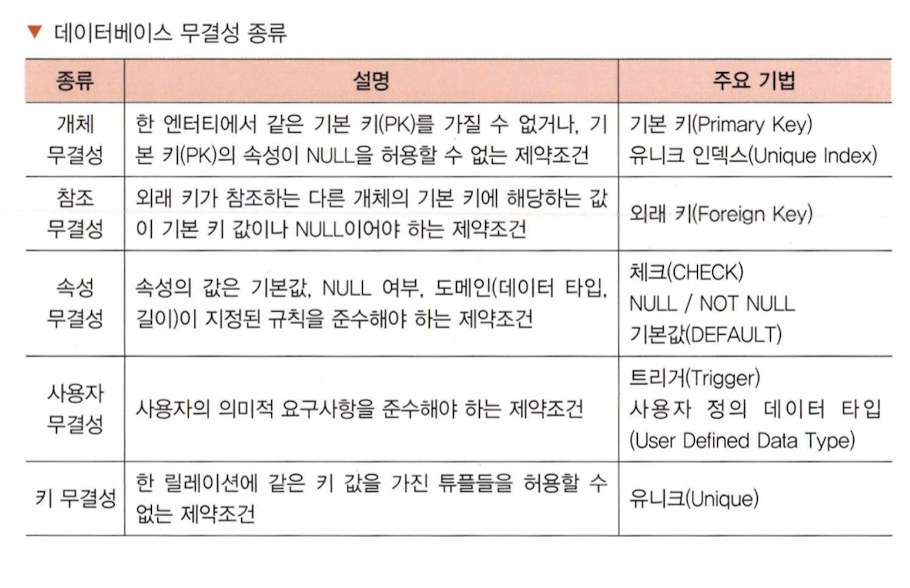 ▼ 데이터베이스 무결성 종류
종류 설명 주요 기법
개체
무결성
한 엔터티에서 같은 기본 키(PK)를 가질 수 없거나, 기
본 키(PK)의 속성이 NULL을 허용할 수 없는 제약조건
기본 키(Primary Key)
유니크 인덱스(Unique Index)
참조
무결성
외래 키가 참조하는 다른 개체의 기본 키에 해당하는 값
이 기본 키 값이나 NULL이어야 하는 제약조건
외래 키(Foreign Key)
속성
무결성
속성의 값은 기본값, NULL 여부, 도메인(데이터 타입,
길이)이 지정된 규칙을 준수해야 하는 제약조건
체크(CHECK)
NULL / NOT NULL
기본값(DEFAULT)
사용자
무결성
사용자의 의미적 요구사항을 준수해야 하는 제약조건
트리거(Trigger)
사용자 정의 데이터 타입
(User Defined Data Type)
키 무결성
한 릴레이션에 같은 키 값을 가진 튜플들을 허용할 수
없는 제약조건
유니크(Unique)